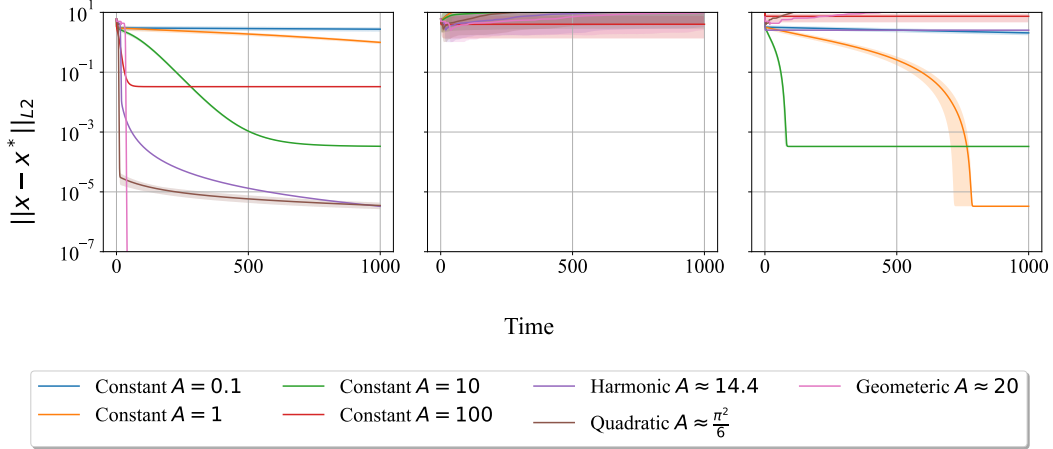 10^1
10^{-1}
10^{-3}
10^{-5}
10^{-7}
||x − x^*||_{L2}
0 500 1000 0 500 1000 0 500 1000
Time
Constant A = 0.1 Constant A = 10 Harmonic A ≈ 14.4 Geometeric A ≈ 20
Constant A = 1 Constant A = 100 Quadratic A ≈ π²/6